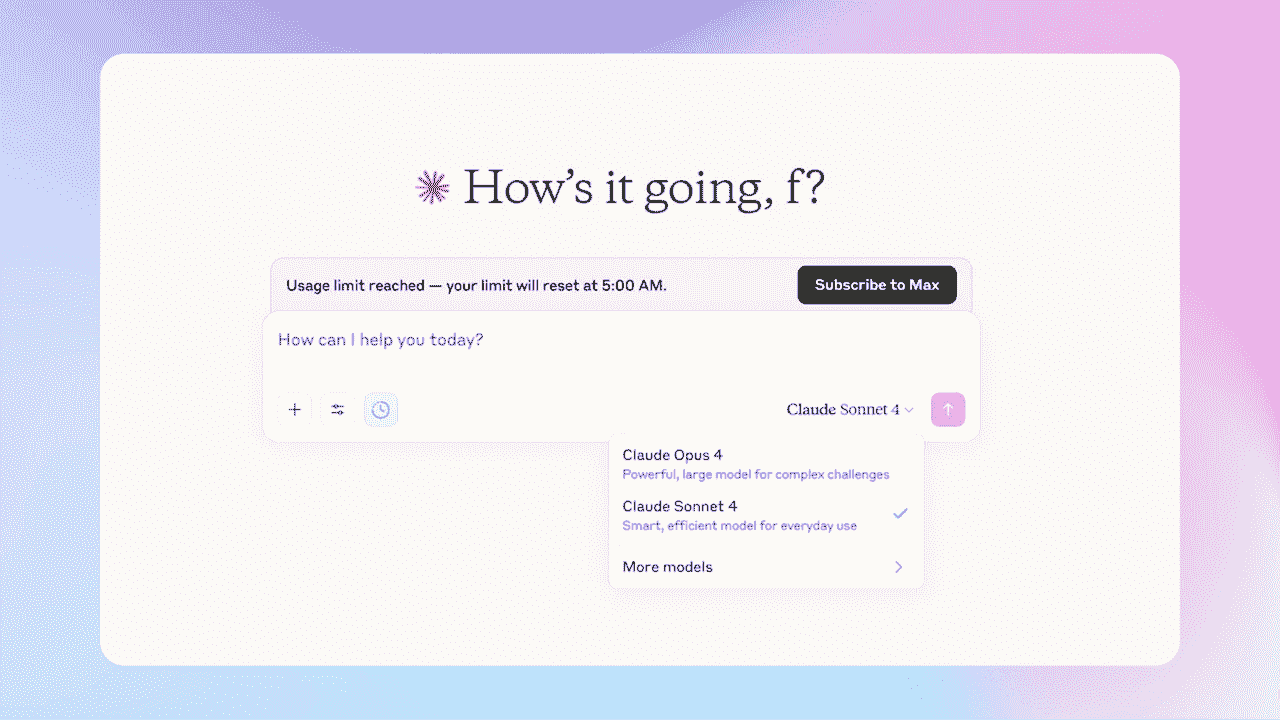 How's it going, f?
Usage limit reached — your limit will reset at 5:00 AM.
Subscribe to Max
How can I help you today?
Claude Sonnet 4
Claude Opus 4
Powerful, large model for complex challenges
Claude Sonnet 4
Smart, efficient model for everyday use
More models